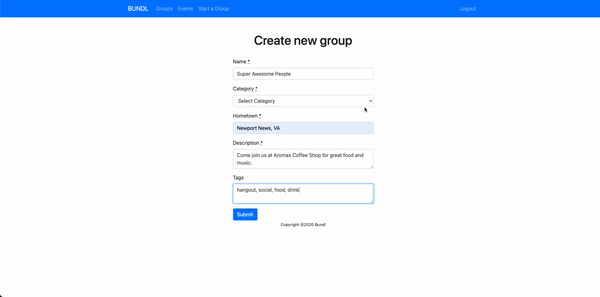 BUNDL Groups Events Start a Group Logout
Create new group
Name *
Super Awesome People
Category *
Select Category
Hometown *
Newport News, VA
Description *
Come join us at Aromas Coffee Shop for great food and
music.
Tags
hangout, social, food, drink
Submit
Copyright ©2020 Bundl